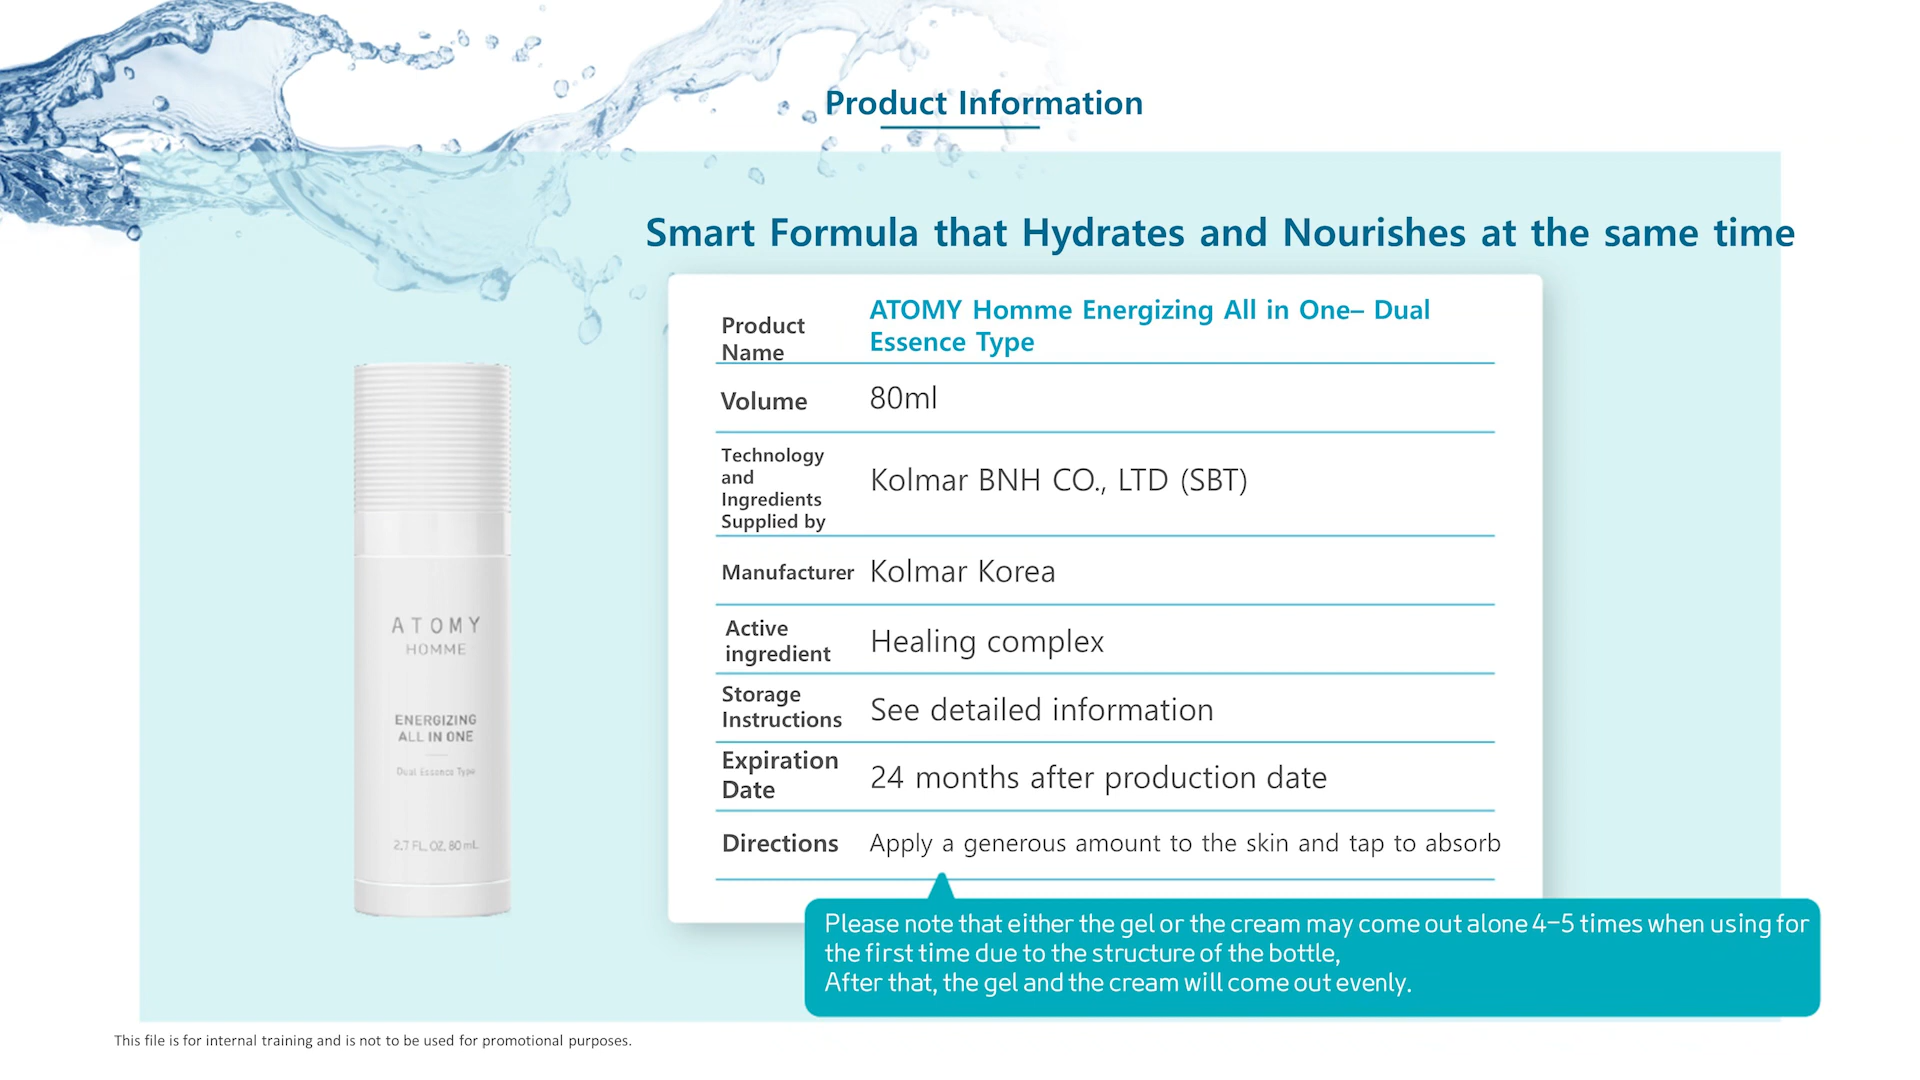 Product Information
Smart Formula that Hydrates and Nourishes at the same time
Product
Name
ATOMY Homme Energizing All in One– Dual
Essence Type
Volume
80ml
Technology
and
Ingredients
Supplied by
Kolmar BNH CO., LTD (SBT)
Manufacturer
Kolmar Korea
Active
ingredient
Healing complex
Storage
Instructions
See detailed information
Expiration
Date
24 months after production date
Directions
Apply a generous amount to the skin and tap to absorb
Please note that either the gel or the cream may come out alone 4-5 times when using for
the first time due to the structure of the bottle,
After that, the gel and the cream will come out evenly.
ATOMY
HOMME
ENERGIZING
ALL IN ONE
Dual Essence Type
2.7 FL. OZ. 80 mL
This file is for internal training and is not to be used for promotional purposes.